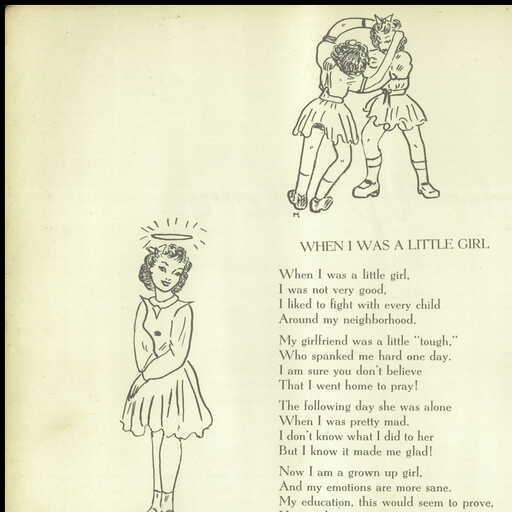 WHEN I WAS A LITTLE GIRL
When I was a little girl,
I was not very good,
I liked to fight with every child
Around my neighborhood.
My girlfriend was a little "tough,"
Who spanked me hard one day.
I am sure you don't believe
That I went home to pray!
The following day she was alone
When I was pretty mad.
I don't know what I did to her
But I know it made me glad!
Now I am a grown up girl,
And my emotions are more sane.
My education, this would seem to prove,